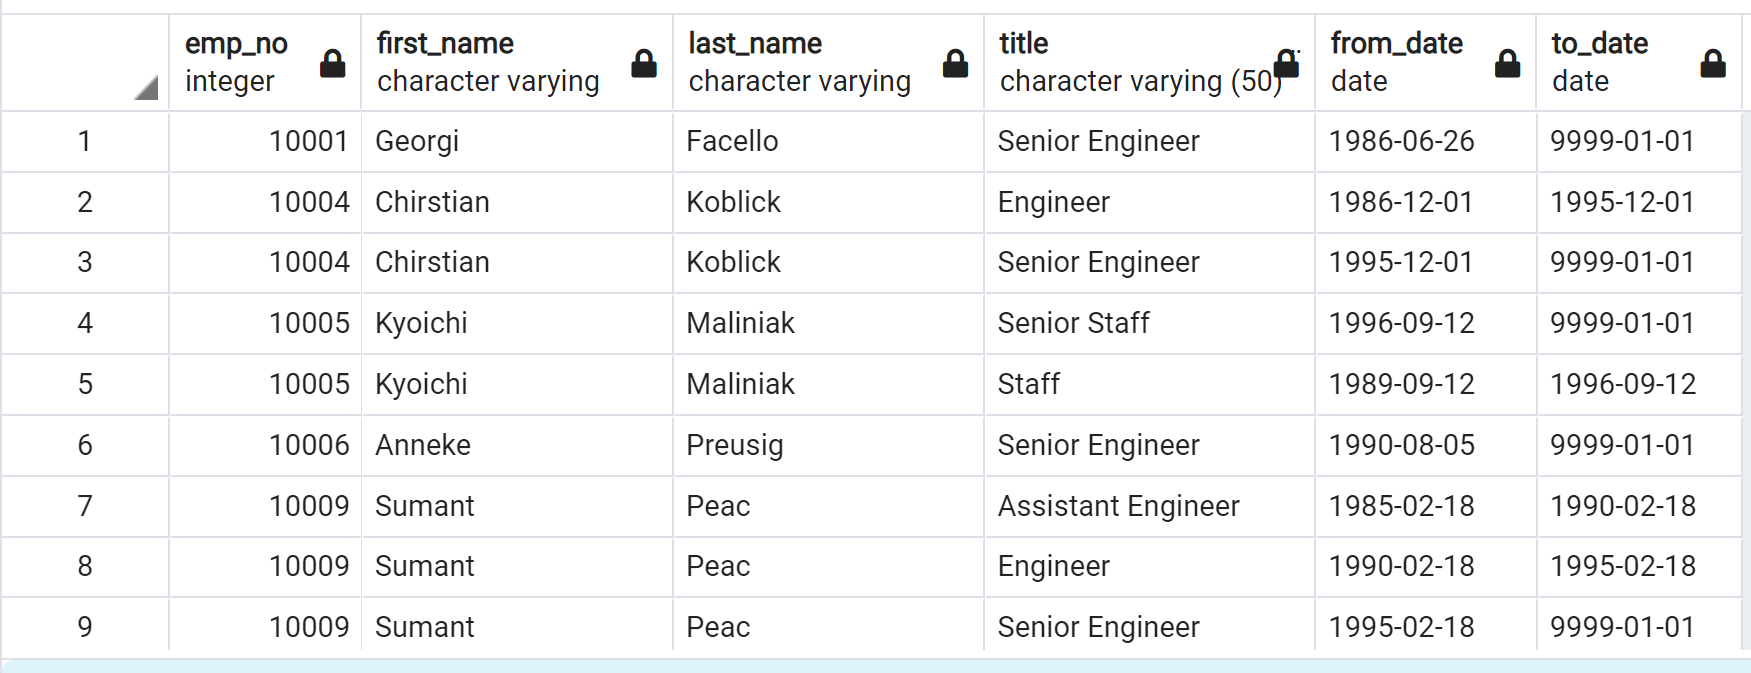 emp_no first_name last_name title from_date to_date
integer character varying character varying character varying (50) date date
1 10001 Georgi Facello Senior Engineer 1986-06-26 9999-01-01
2 10004 Chirstian Koblick Engineer 1986-12-01 1995-12-01
3 10004 Chirstian Koblick Senior Engineer 1995-12-01 9999-01-01
4 10005 Kyoichi Maliniak Senior Staff 1996-09-12 9999-01-01
5 10005 Kyoichi Maliniak Staff 1989-09-12 1996-09-12
6 10006 Anneke Preusig Senior Engineer 1990-08-05 9999-01-01
7 10009 Sumant Peac Assistant Engineer 1985-02-18 1990-02-18
8 10009 Sumant Peac Engineer 1990-02-18 1995-02-18
9 10009 Sumant Peac Senior Engineer 1995-02-18 9999-01-01